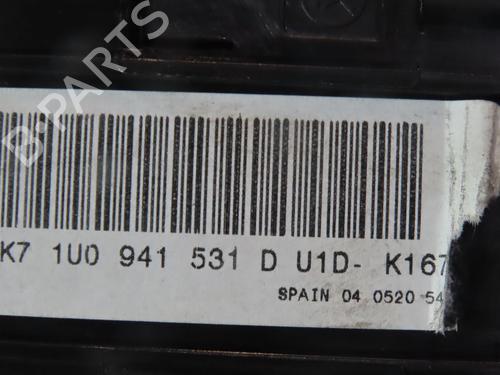 B-PARTS
K7 1U0 941 531 D U1D- K167
SPAIN 04 0520 54